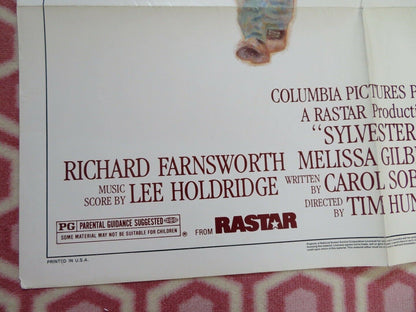 COLUMBIA PICTURES P
A RASTAR Producti
"SYLVESTER
RICHARD FARNSWORTH MELISSA GILB
MUSIC SCORE BY LEE HOLDRIDGE WRITTEN BY CAROL SOB
DIRECTED BY TIM HUN
PG PARENTAL GUIDANCE SUGGESTED
SOME MATERIAL MAY NOT BE SUITABLE FOR CHILDREN ®
FROM RASTAR
PRINTED IN U.S.A.